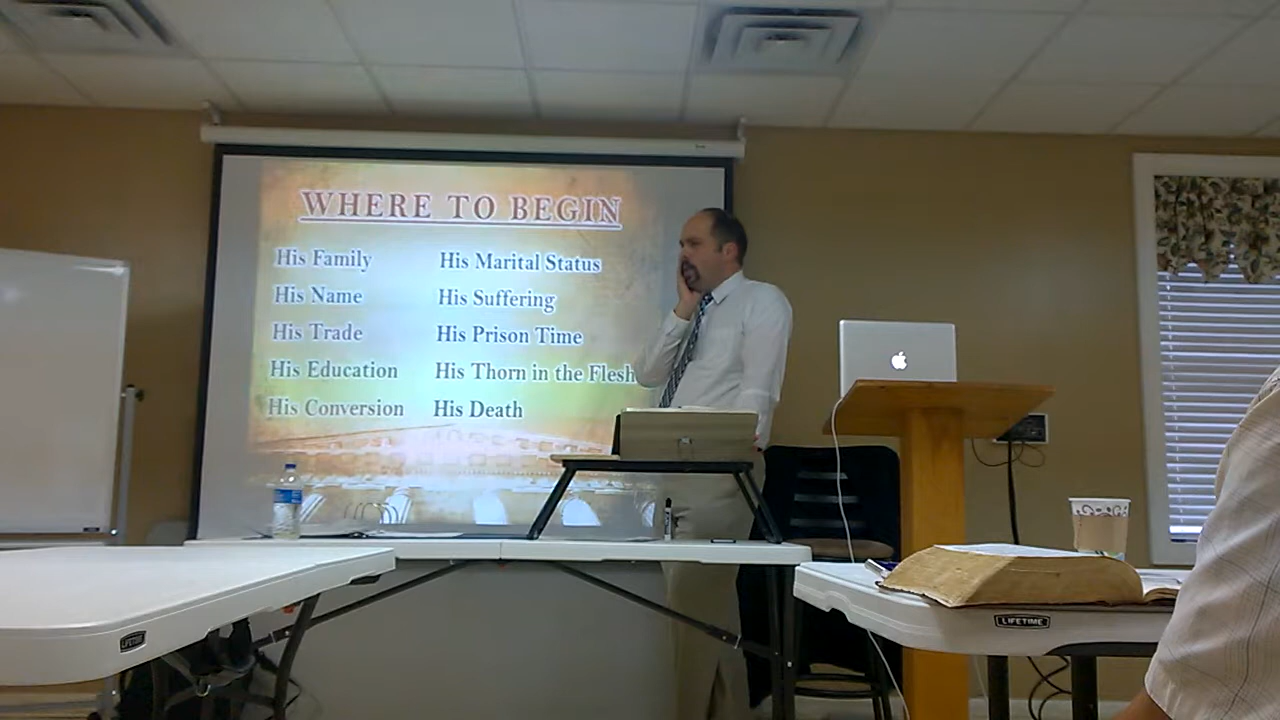 WHERE TO BEGIN
His Family
His Name
His Trade
His Education
His Conversion
His Marital Status
His Suffering
His Prison Time
His Thorn in the Flesh
His Death
LIFETIME
LIFETIME